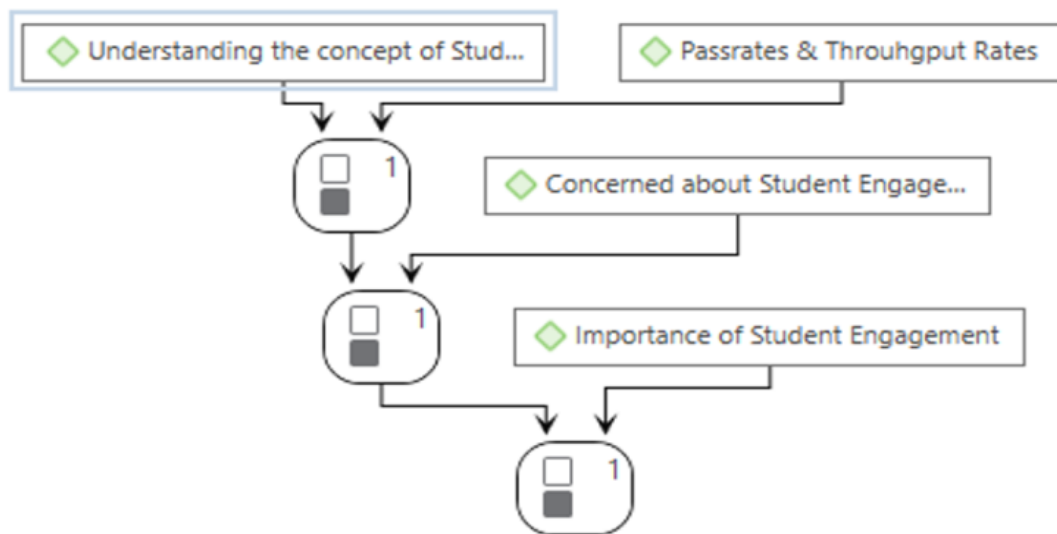 Understanding the concept of Stud...
Passrates & Throuhgput Rates
1
Concerned about Student Engage...
1
Importance of Student Engagement
1